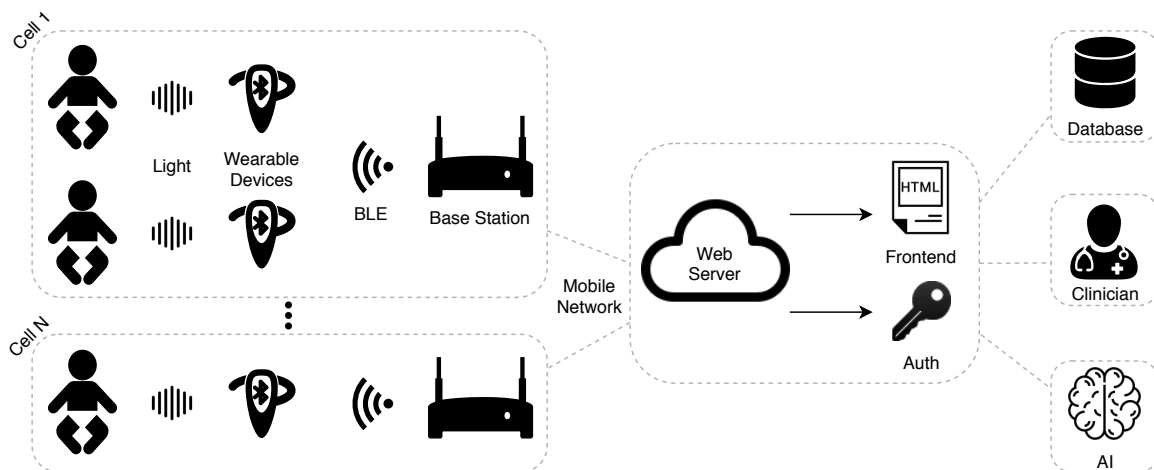 Cell 1
Light
Wearable
Devices
BLE
Base Station
Cell N
Mobile
Network
Web
Server
HTML
Frontend
Auth
Database
Clinician
AI